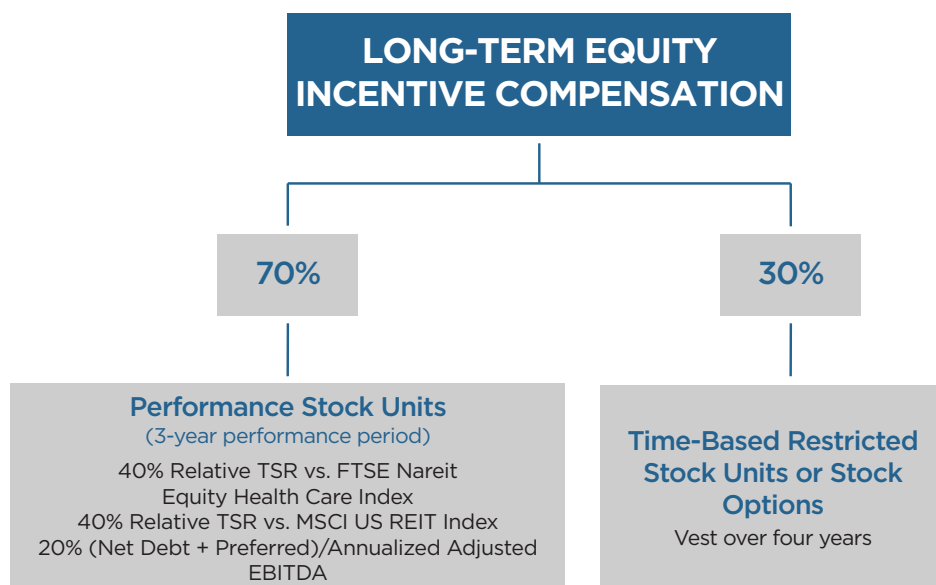 LONG-TERM EQUITY
INCENTIVE COMPENSATION
70%
30%
Performance Stock Units
(3-year performance period)
40% Relative TSR vs. FTSE Nareit
Equity Health Care Index
40% Relative TSR vs. MSCI US REIT Index
20% (Net Debt + Preferred)/Annualized Adjusted
EBITDA
Time-Based Restricted
Stock Units or Stock
Options
Vest over four years